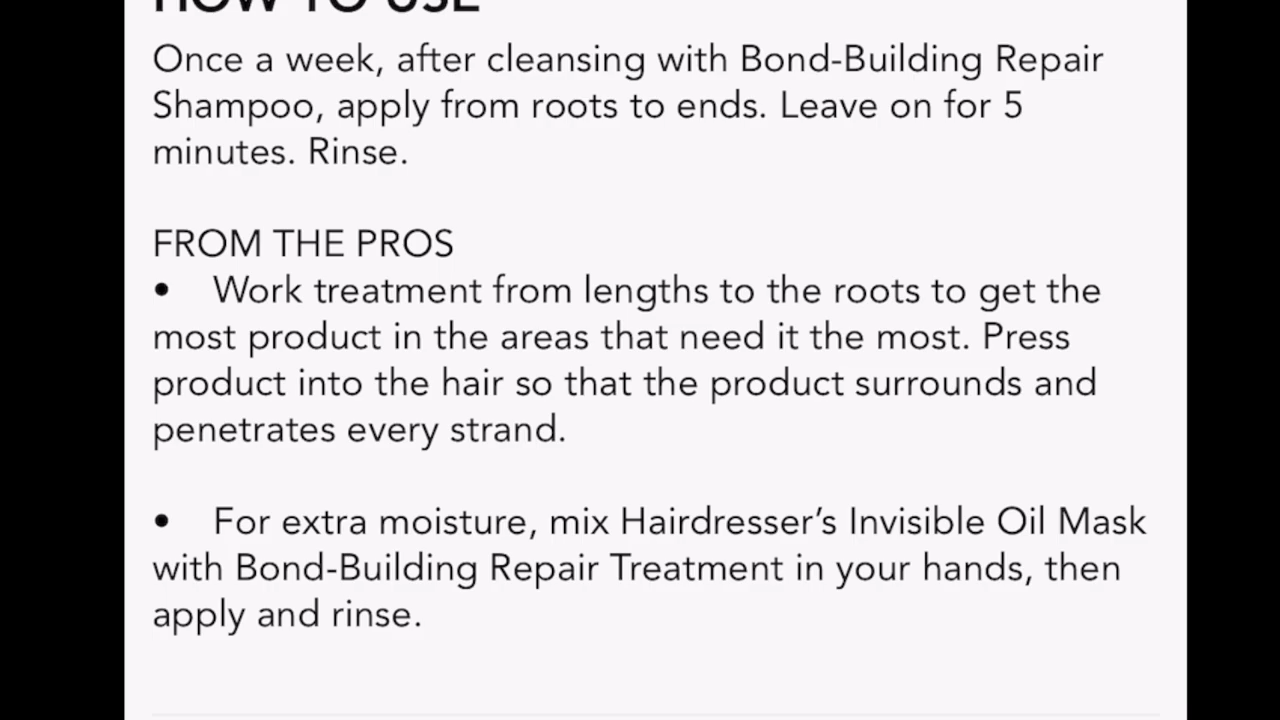 HOW TO USE
Once a week, after cleansing with Bond-Building Repair
Shampoo, apply from roots to ends. Leave on for 5
minutes. Rinse.
FROM THE PROS
• Work treatment from lengths to the roots to get the
most product in the areas that need it the most. Press
product into the hair so that the product surrounds and
penetrates every strand.
• For extra moisture, mix Hairdresser’s Invisible Oil Mask
with Bond-Building Repair Treatment in your hands, then
apply and rinse.